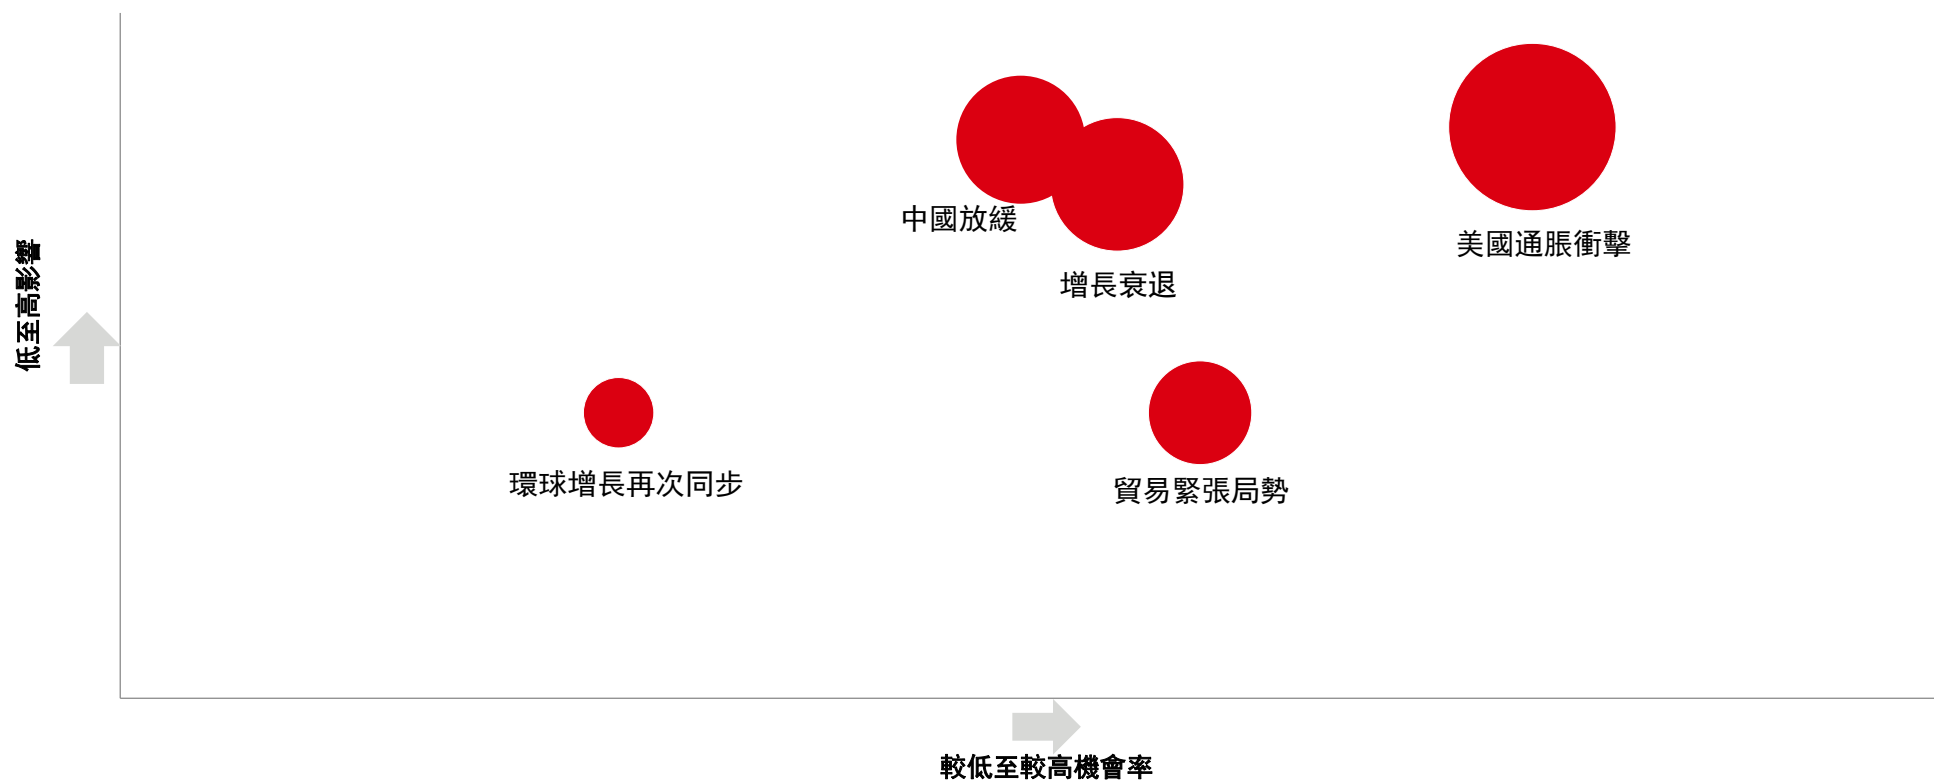 中國放緩
美國通脹衝擊
增長衰退
低至高影響
環球增長再次同步
貿易緊張局勢
較低至較高機會率